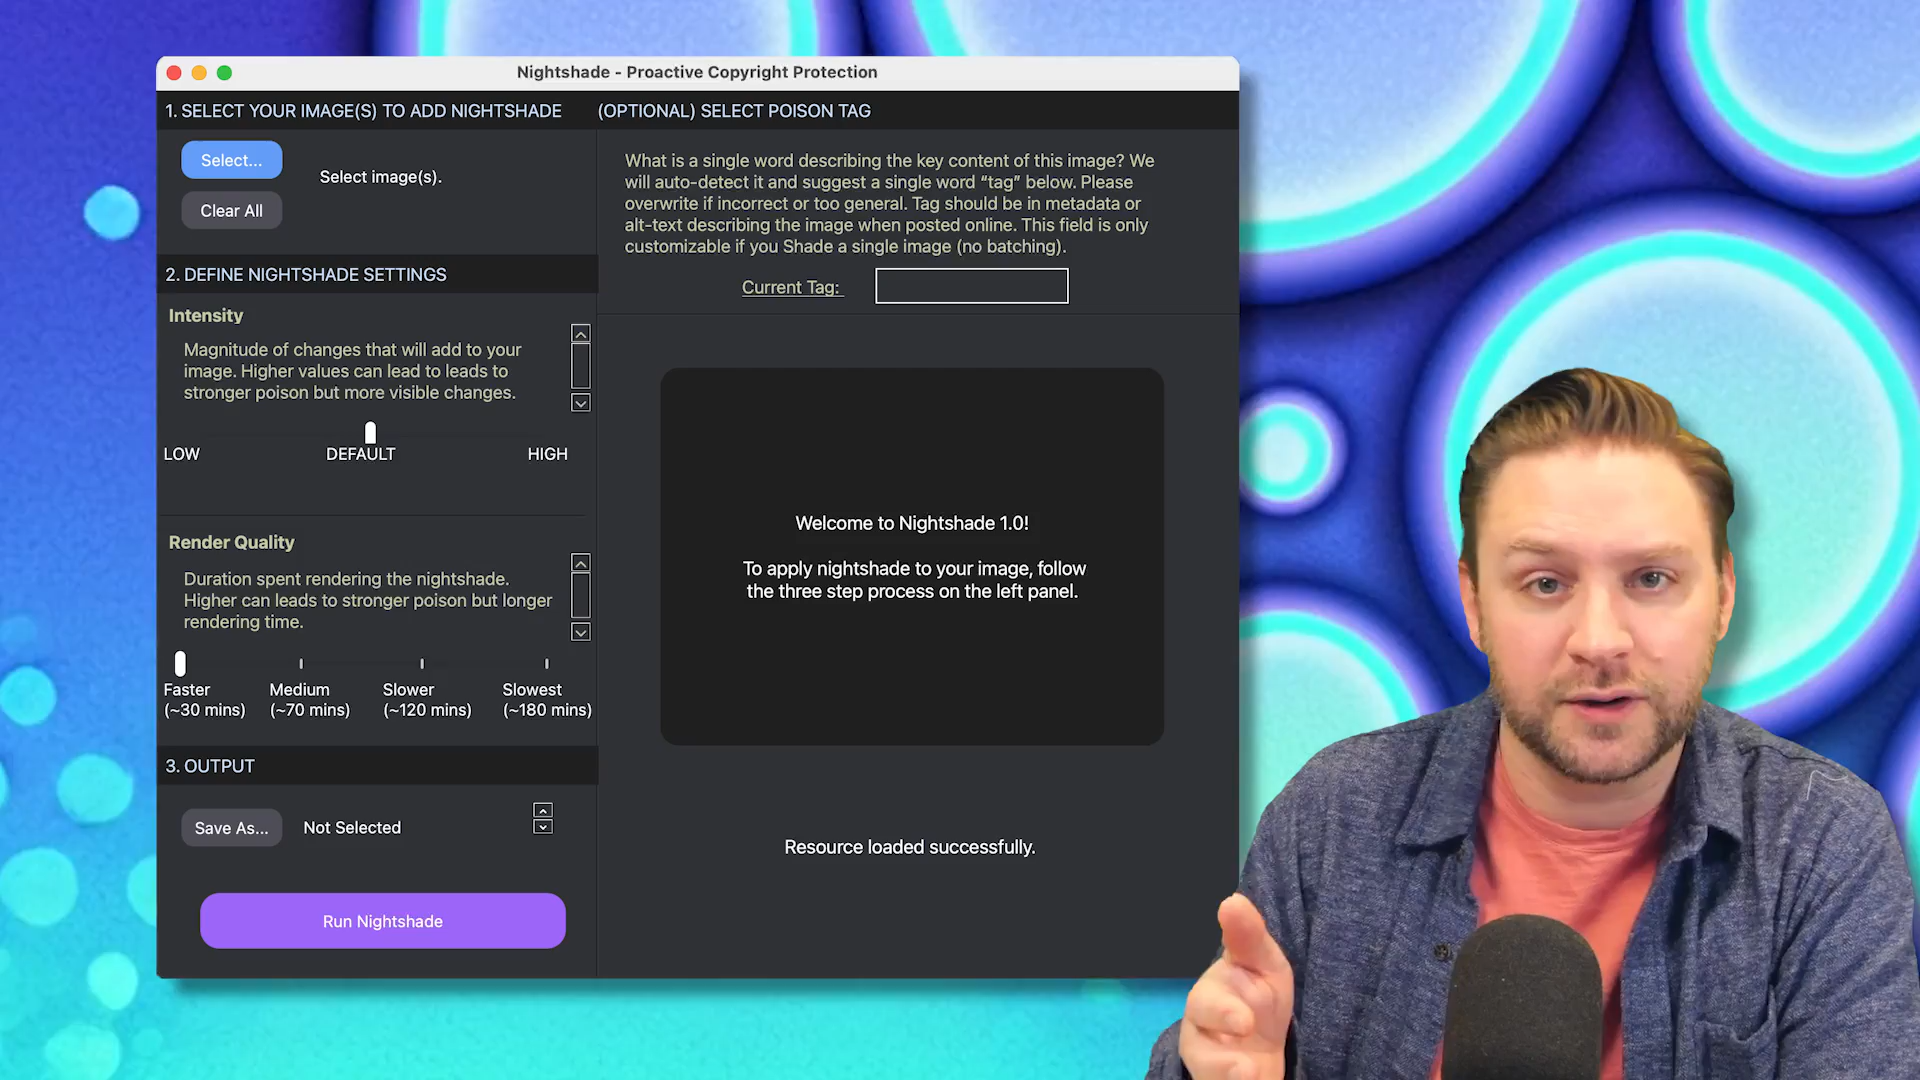 Nightshade - Proactive Copyright Protection
1. SELECT YOUR IMAGE(S) TO ADD NIGHTSHADE
Select...
Select image(s).
Clear All
2. DEFINE NIGHTSHADE SETTINGS
Intensity
Magnitude of changes that will add to your
image. Higher values can lead to leads to
stronger poison but more visible changes.
LOW DEFAULT HIGH
Render Quality
Duration spent rendering the nightshade.
Higher can leads to stronger poison but longer
rendering time.
Faster Medium Slower Slowest
(~30 mins) (~70 mins) (~120 mins) (~180 mins)
3. OUTPUT
Save As... Not Selected
Run Nightshade
(OPTIONAL) SELECT POISON TAG
What is a single word describing the key content of this image? We
will auto-detect it and suggest a single word “tag” below. Please
overwrite if incorrect or too general. Tag should be in metadata or
alt-text describing the image when posted online. This field is only
customizable if you Shade a single image (no batching).
Current Tag:
Welcome to Nightshade 1.0!
To apply nightshade to your image, follow
the three step process on the left panel.
Resource loaded successfully.